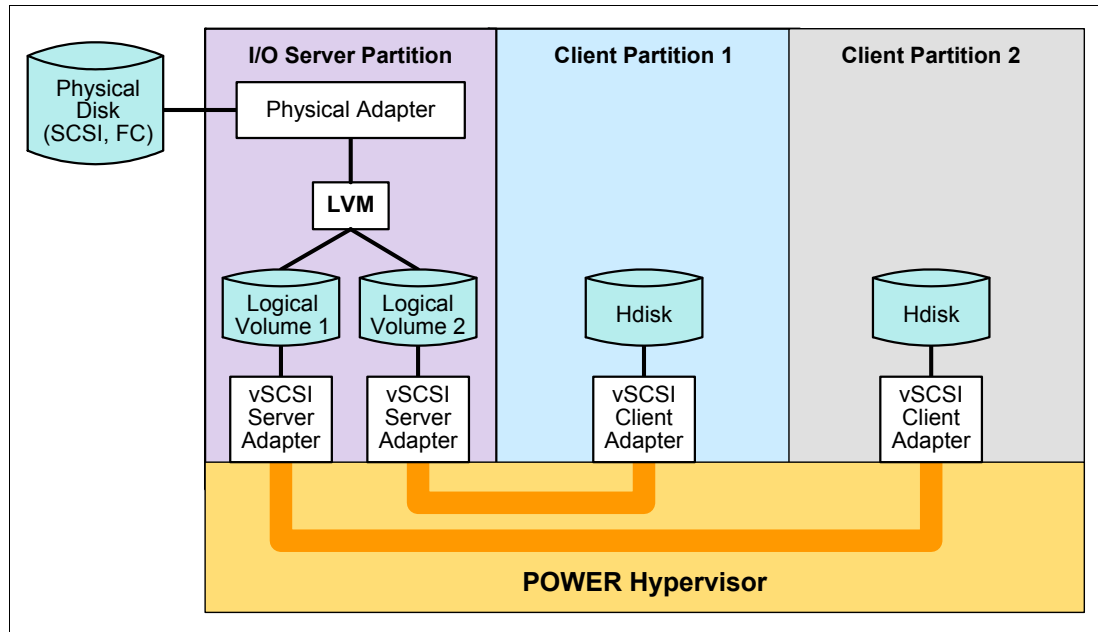 I/O Server Partition
Client Partition 1
Client Partition 2
Physical
Disk
(SCSI, FC)
Physical Adapter
LVM
Logical
Volume 1
Logical
Volume 2
Hdisk
Hdisk
vSCSI
Server
Adapter
vSCSI
Server
Adapter
vSCSI
Client
Adapter
vSCSI
Client
Adapter
POWER Hypervisor